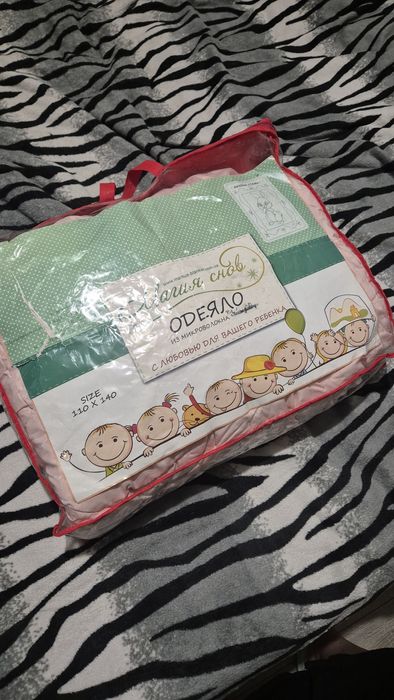 Магия снов
ОДЕЯЛО
ИЗ МИКРОВОЛОКНА
С ЛЮБОВЬЮ ДЛЯ ВАШЕГО РЕБЕНКА
SIZE
110 X 140